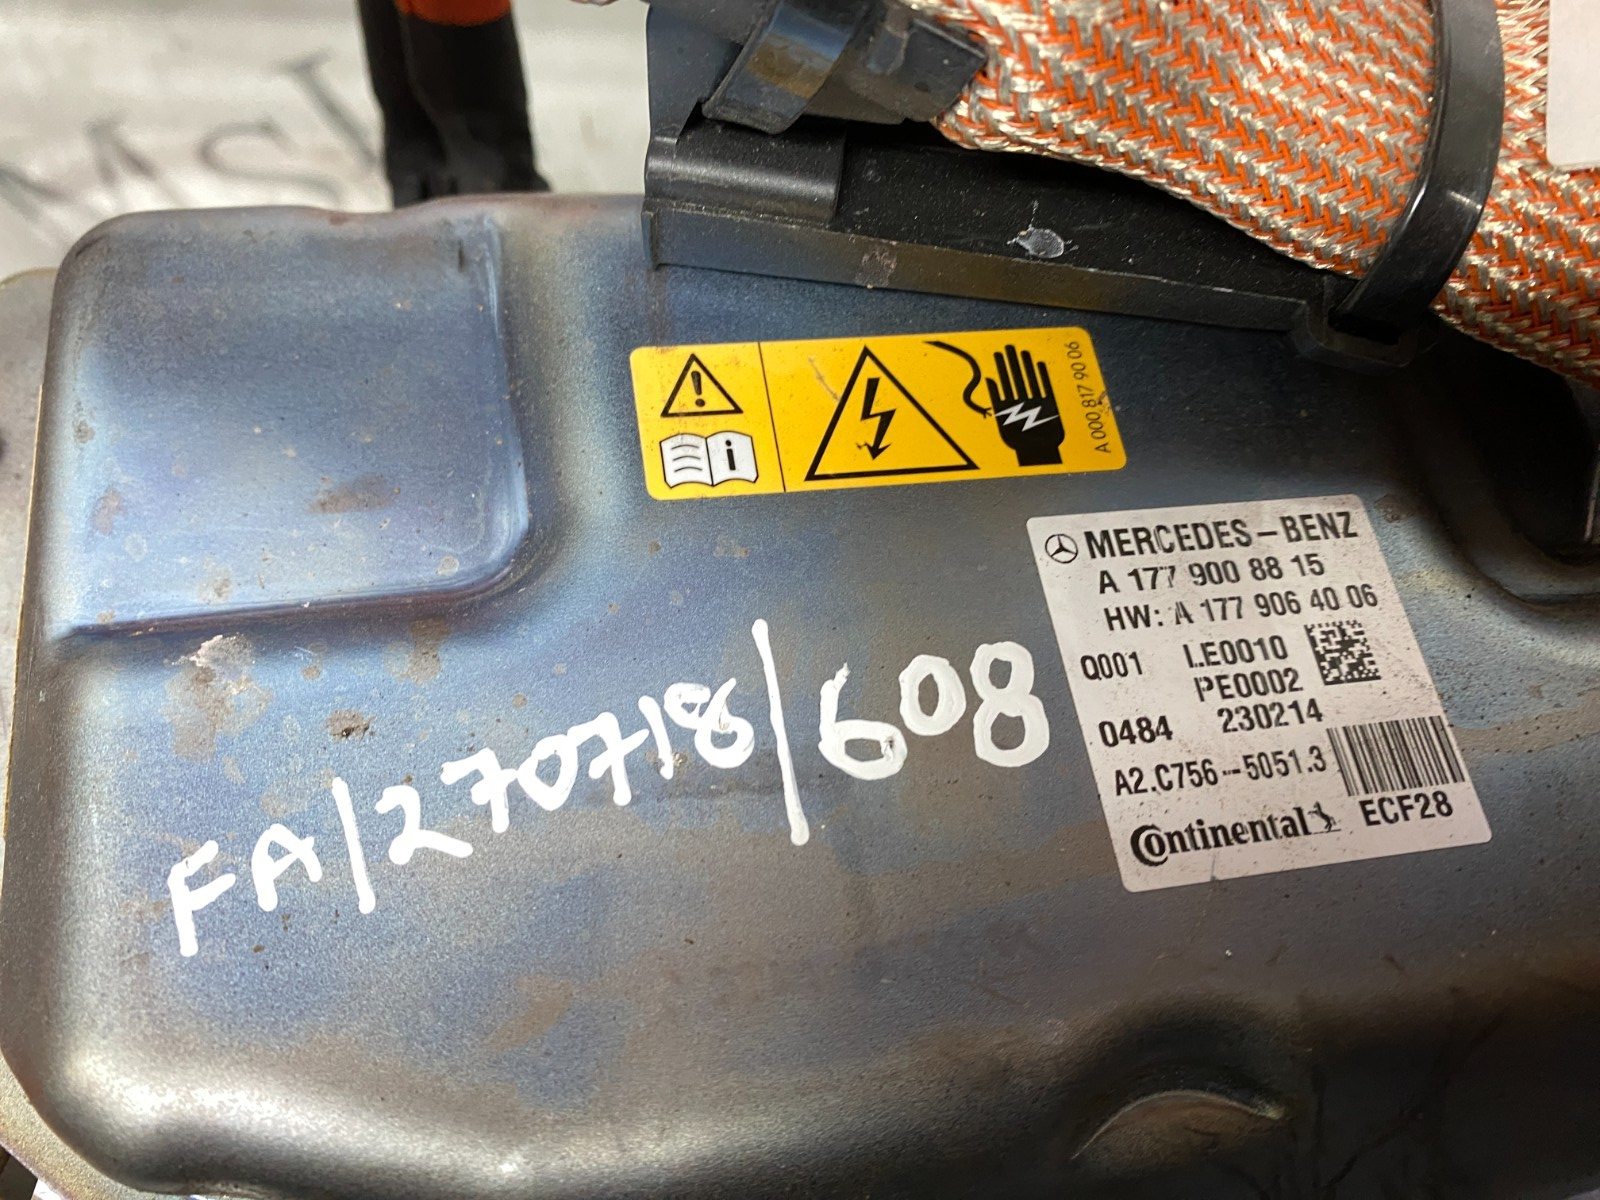 A 000 817 90 06
MERCEDES-BENZ
A 177 900 88 15
HW: A 177 906 40 06
Q001 LE0010
PE0002
0484 230214
A2.C756-5051.3
Continental ECF28
FA/270718/608